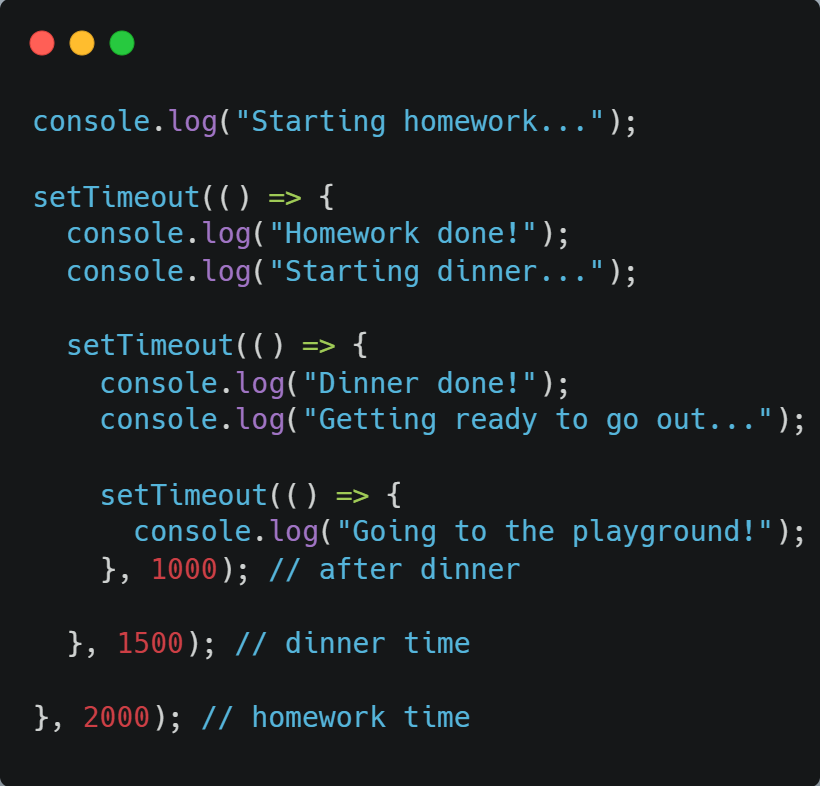 console.log("Starting homework...");
setTimeout(() => {
console.log("Homework done!");
console.log("Starting dinner...");
setTimeout(() => {
console.log("Dinner done!");
console.log("Getting ready to go out...");
setTimeout(() => {
console.log("Going to the playground!");
}, 1000); // after dinner
}, 1500); // dinner time
}, 2000); // homework time